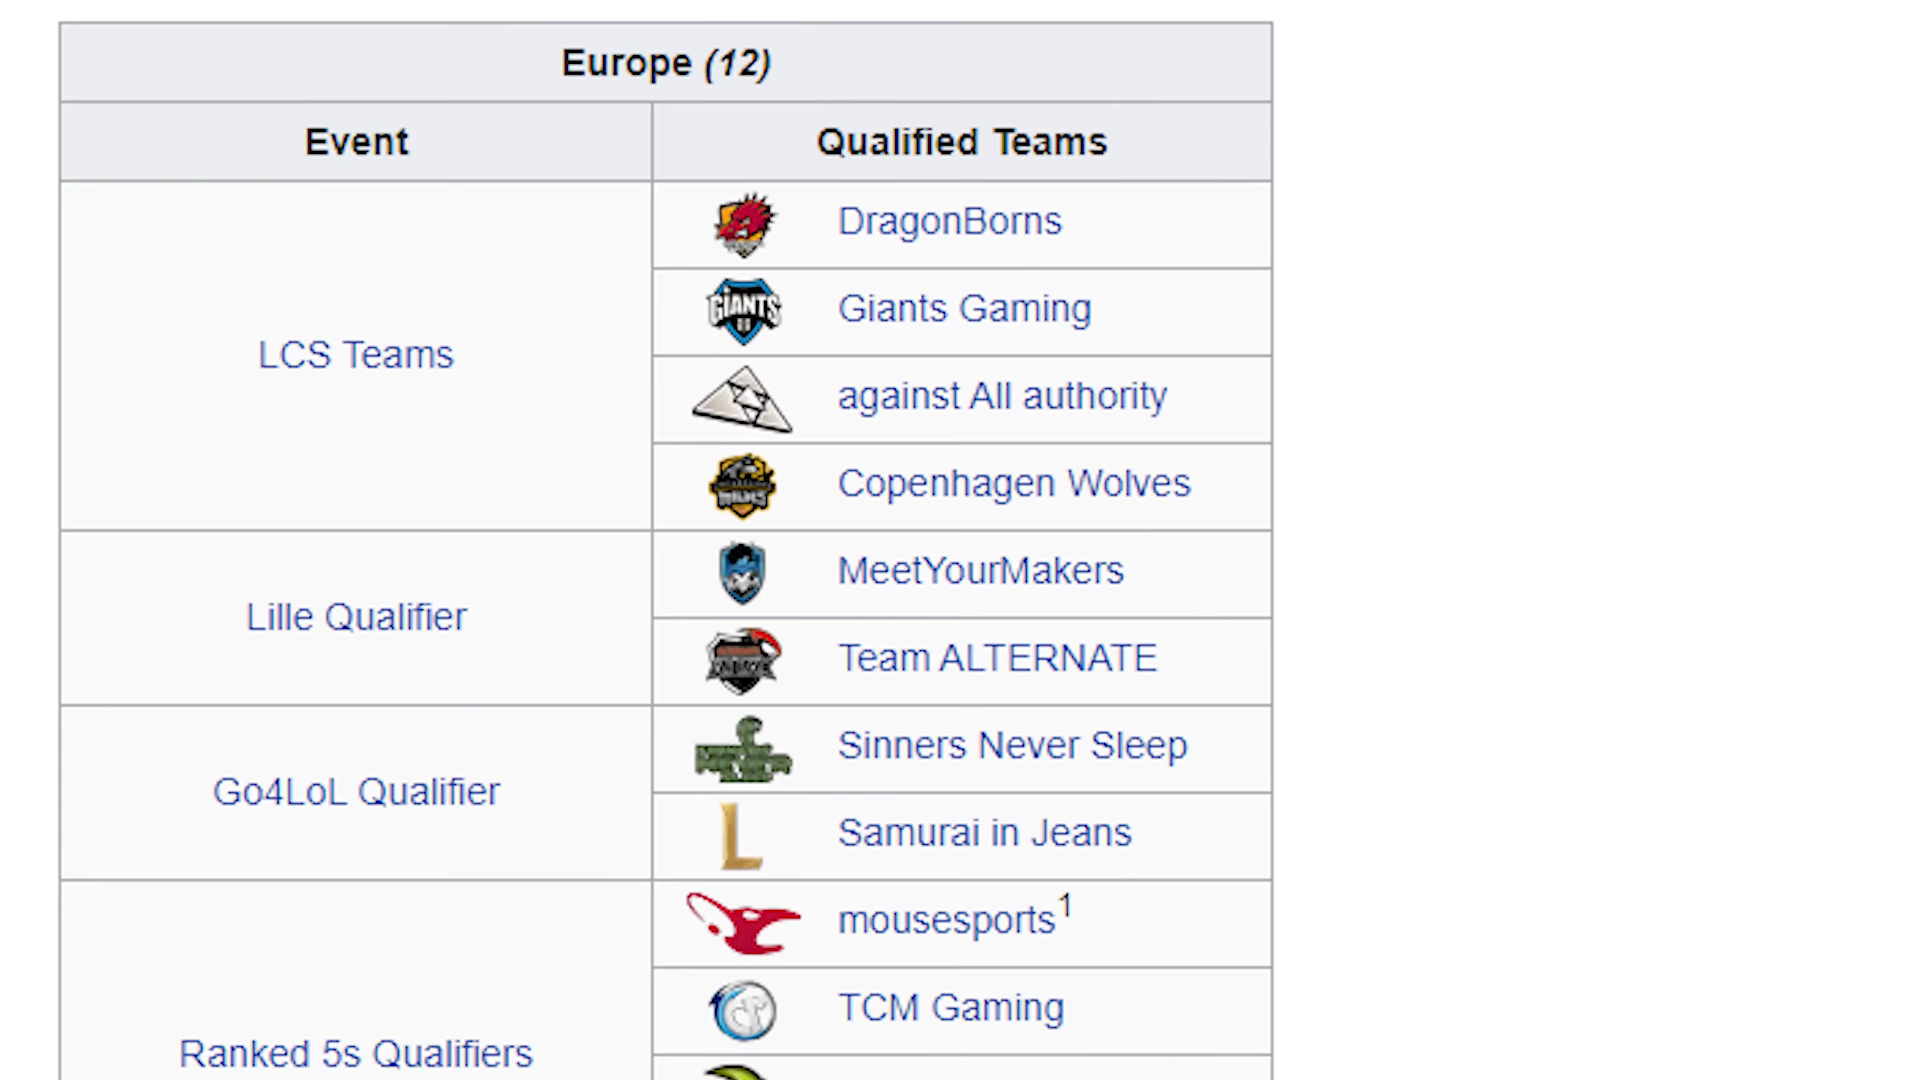 Europe (12)
Event
Qualified Teams
LCS Teams
DragonBorns
GIANTS
Giants Gaming
against All authority
Copenhagen Wolves
Lille Qualifier
MeetYourMakers
Team ALTERNATE
Go4LoL Qualifier
Sinners Never Sleep
L
Samurai in Jeans
Ranked 5s Qualifiers
mousesports1
TCM Gaming